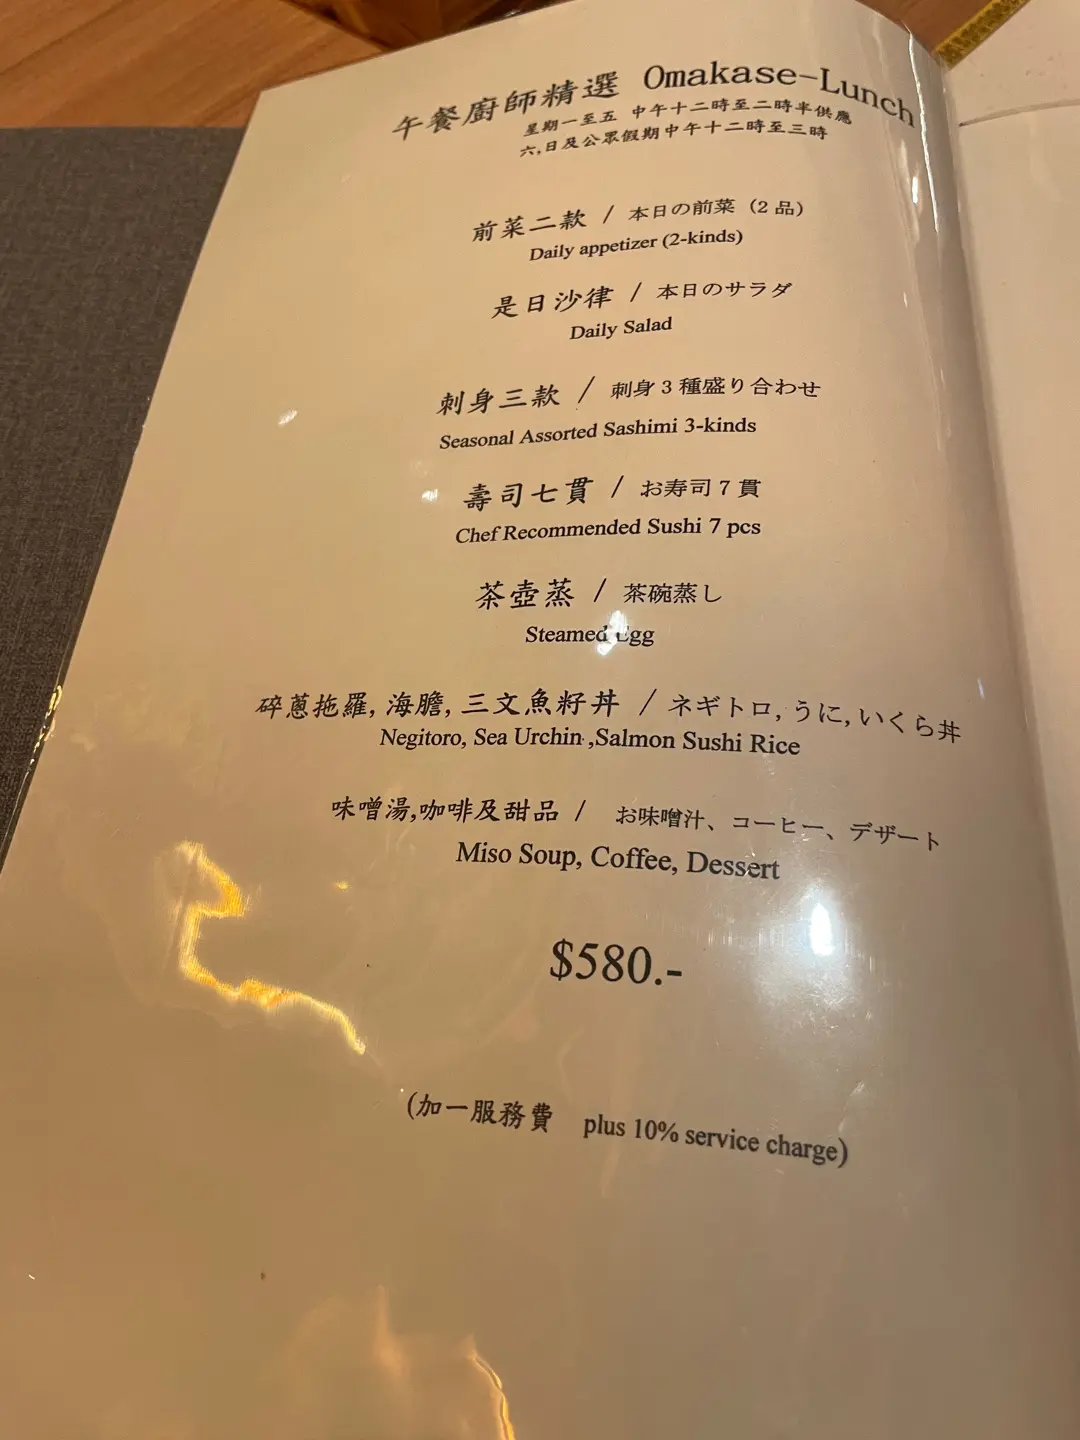 午餐廚師精選 Omakase-Lunch
星期一至五 中午十二時至二時半供應
六,日及公眾假期中午十二時至三時
前菜二款 / 本日の前菜（2 品）
Daily appetizer (2-kinds)
是日沙律 / 本日のサラダ
Daily Salad
刺身三款 / 刺身 3 種盛り合わせ
Seasonal Assorted Sashimi 3-kinds
壽司七貫 / お寿司 7 貫
Chef Recommended Sushi 7 pcs
茶壺蒸 / 茶碗蒸し
Steamed Egg
碎蔥拖羅, 海膽, 三文魚籽丼 / ネギトロ, うに, いくら丼
Negitoro, Sea Urchin ,Salmon Sushi Rice
味噌湯,咖啡及甜品 / お味噌汁、コーヒー、デザート
Miso Soup, Coffee, Dessert
$580.-
(加一服務費 plus 10% service charge)